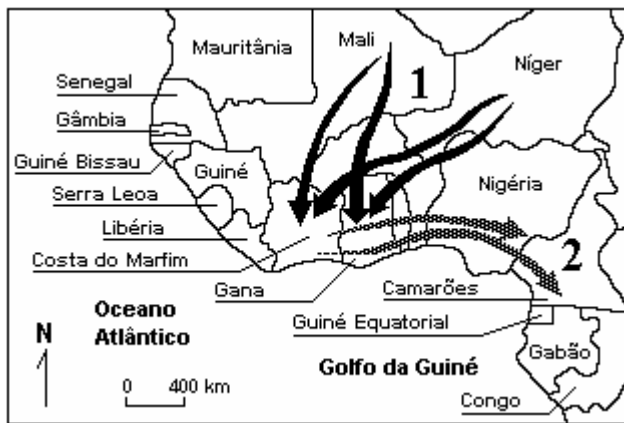 Mauritânia
Mali
1
Níger
Senegal
Gâmbia
Guiné Bissau
Guiné
Nigéria
Serra Leoa
Libéria
Costa do Marfim
2
Gana
Camarões
Oceano
Atlântico
Guiné Equatorial
N
Gabão
Golfo da Guiné
0 400 km
Congo